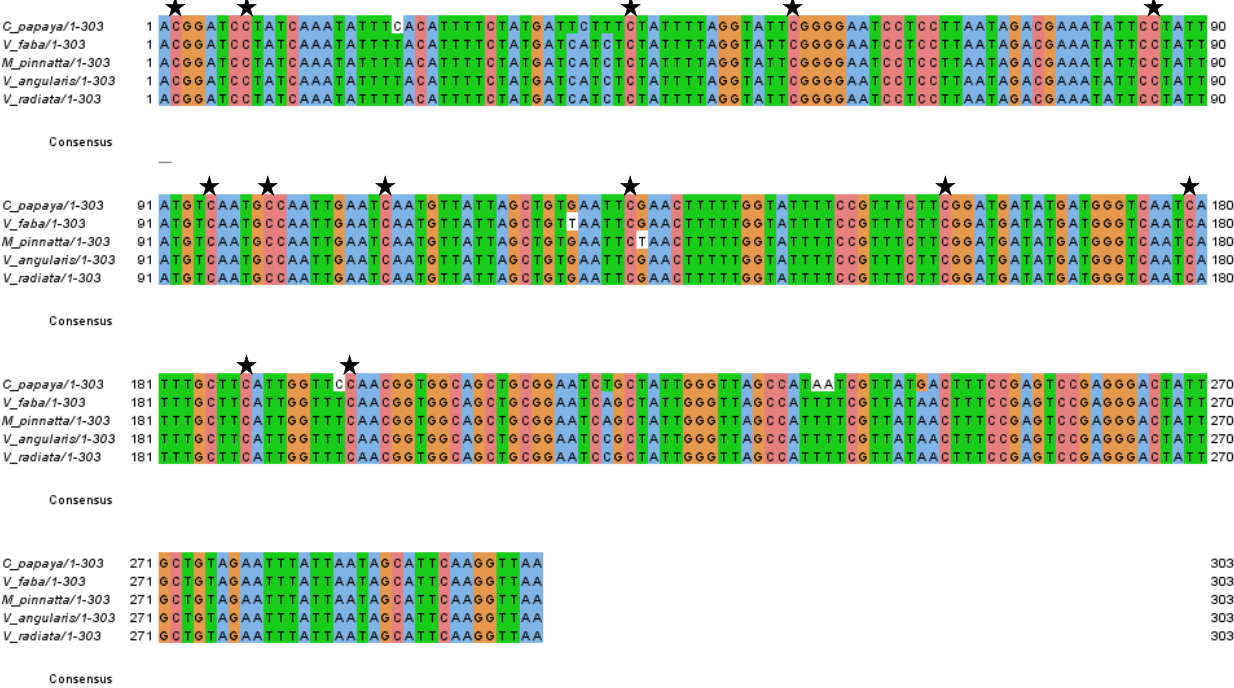 C_papaya/1-303 1 ACGGATCCTATCAAATATTTCACATTTTCTATGATTCTTTCTATTTTAGGTATTCGGGGAATCCTCCTTAATAGACGAAATATTCCTATT 90
V_faba/1-303 1 ACGGATCCTATCAAATATTTTACATTTTCTATGATCATCTCTATTTTAGGTATTCGGGGAATCCTCCTTAATAGACGAAATATTCCTATT 90
M_pinnatta/1-303 1 ACGGATCCTATCAAATATTTTACATTTTCTATGATCATCTCTATTTTAGGTATTCGGGGAATCCTCCTTAATAGACGAAATATTCCTATT 90
V_angularis/1-303 1 ACGGATCCTATCAAATATTTTACATTTTCTATGATCATCTCTATTTTAGGTATTCGGGGAATCCTCCTTAATAGACGAAATATTCCTATT 90
V_radiata/1-303 1 ACGGATCCTATCAAATATTTTACATTTTCTATGATCATCTCTATTTTAGGTATTCGGGGAATCCTCCTTAATAGACGAAATATTCCTATT 90
Consensus
C_papaya/1-303 91 ATGTCAATGCCAATTGAATCAATGTTATTAGCTGTGAATTCGAACTTTTTGGTATTTTCCGTTTCTTCGGATGATATGATGGGTCAATCA 180
V_faba/1-303 91 ATGTCAATGCCAATTGAATCAATGTTATTAGCTGTTAATTCGAACTTTTTGGTATTTTCCGTTTCTTCGGATGATATGATGGGTCAATCA 180
M_pinnatta/1-303 91 ATGTCAATGCCAATTGAATCAATGTTATTAGCTGTGAATTCTAACTTTTTGGTATTTTCCGTTTCTTCGGATGATATGATGGGTCAATCA 180
V_angularis/1-303 91 ATGTCAATGCCAATTGAATCAATGTTATTAGCTGTGAATTCGAACTTTTTGGTATTTTCCGTTTCTTCGGATGATATGATGGGTCAATCA 180
V_radiata/1-303 91 ATGTCAATGCCAATTGAATCAATGTTATTAGCTGTGAATTCGAACTTTTTGGTATTTTCCGTTTCTTCGGATGATATGATGGGTCAATCA 180
Consensus
C_papaya/1-303 181 TTTGCTTCATTGGTTCCAACGGTGGCAGCTGCGGAATCTGCTATTGGGTTAGCCATAATCGTTATGACTTTCCGAGTCCGAGGGACTATT 270
V_faba/1-303 181 TTTGCTTCATTGGTTTCAACGGTGGCAGCTGCGGAATCAGCTATTGGGTTAGCCATTTTCGTTATAACTTTCCGAGTCCGAGGGACTATT 270
M_pinnatta/1-303 181 TTTGCTTCATTGGTTTCAACGGTGGCAGCTGCGGAATCAGCTATTGGGTTAGCCATTTTCGTTATAACTTTCCGAGTCCGAGGGACTATT 270
V_angularis/1-303 181 TTTGCTTCATTGGTTTCAACGGTGGCAGCTGCGGAATCCGCTATTGGGTTAGCCATTTTCGTTATAACTTTCCGAGTCCGAGGGACTATT 270
V_radiata/1-303 181 TTTGCTTCATTGGTTTCAACGGTGGCAGCTGCGGAATCCGCTATTGGGTTAGCCATTTTCGTTATAACTTTCCGAGTCCGAGGGACTATT 270
Consensus
C_papaya/1-303 271 GCTGTAGAATTTATTAATAGCATTCAAGGTTAA 303
V_faba/1-303 271 GCTGTAGAATTTATTAATAGCATTCAAGGTTAA 303
M_pinnatta/1-303 271 GCTGTAGAATTTATTAATAGCATTCAAGGTTAA 303
V_angularis/1-303 271 GCTGTAGAATTTATTAATAGCATTCAAGGTTAA 303
V_radiata/1-303 271 GCTGTAGAATTTATTAATAGCATTCAAGGTTAA 303
Consensus